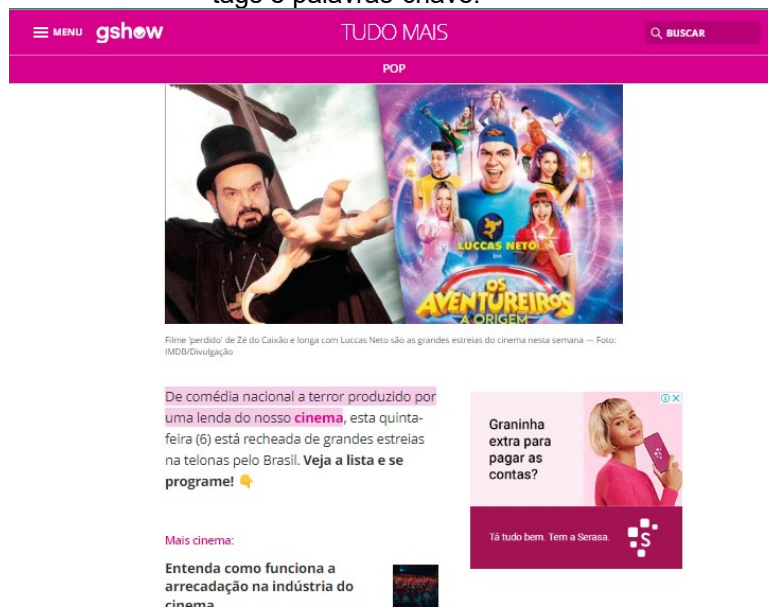 tags e palavras-chave.
MENU gshow TUDO MAIS BUSCAR
POP
LUCCAS NETO
EM
OS
AVENTUREIROS
A ORIGEM
Filme 'perdido' de Zé do Caixão e longa com Luccas Neto são as grandes estreias do cinema nesta semana — Foto:
IMDB/Divulgação
De comédia nacional a terror produzido por
uma lenda do nosso cinema, esta quinta-
feira (6) está recheada de grandes estreias
na telonas pelo Brasil. Veja a lista e se
programe! 👇
Graninha
extra para
pagar as
contas?
Tá tudo bem. Tem a Serasa.
S
Mais cinema:
Entenda como funciona a
arrecadação na indústria do
cinema